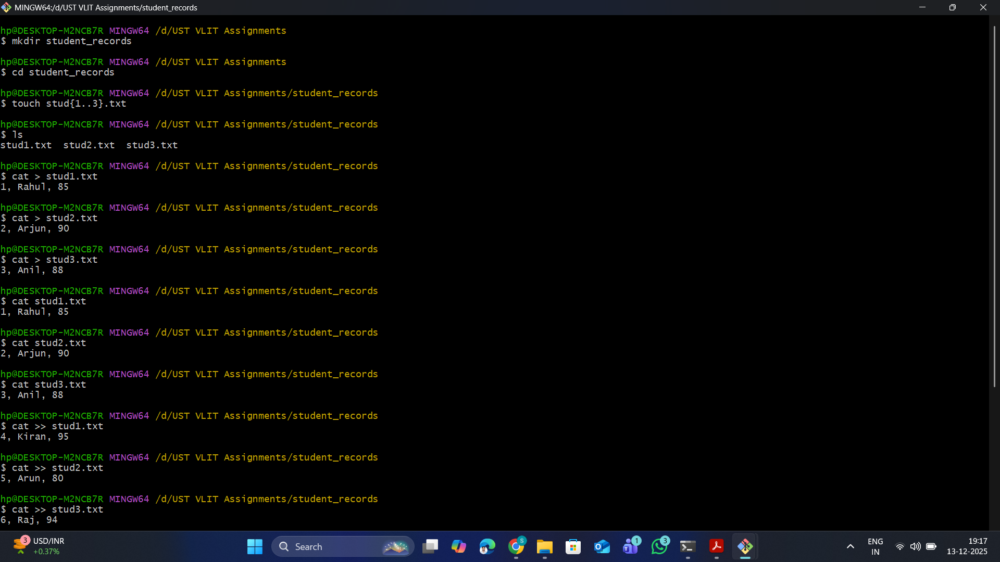 MINGW64:/d/UST VLIT Assignments/student_records
hp@DESKTOP-M2NCB7R MINGW64 /d/UST VLIT Assignments
$ mkdir student_records
hp@DESKTOP-M2NCB7R MINGW64 /d/UST VLIT Assignments
$ cd student_records
hp@DESKTOP-M2NCB7R MINGW64 /d/UST VLIT Assignments/student_records
$ touch stud{1..3}.txt
hp@DESKTOP-M2NCB7R MINGW64 /d/UST VLIT Assignments/student_records
$ ls
stud1.txt  stud2.txt  stud3.txt
hp@DESKTOP-M2NCB7R MINGW64 /d/UST VLIT Assignments/student_records
$ cat > stud1.txt
1, Rahul, 85
hp@DESKTOP-M2NCB7R MINGW64 /d/UST VLIT Assignments/student_records
$ cat > stud2.txt
2, Arjun, 90
hp@DESKTOP-M2NCB7R MINGW64 /d/UST VLIT Assignments/student_records
$ cat > stud3.txt
3, Anil, 88
hp@DESKTOP-M2NCB7R MINGW64 /d/UST VLIT Assignments/student_records
$ cat stud1.txt
1, Rahul, 85
hp@DESKTOP-M2NCB7R MINGW64 /d/UST VLIT Assignments/student_records
$ cat stud2.txt
2, Arjun, 90
hp@DESKTOP-M2NCB7R MINGW64 /d/UST VLIT Assignments/student_records
$ cat stud3.txt
3, Anil, 88
hp@DESKTOP-M2NCB7R MINGW64 /d/UST VLIT Assignments/student_records
$ cat >> stud1.txt
4, Kiran, 95
hp@DESKTOP-M2NCB7R MINGW64 /d/UST VLIT Assignments/student_records
$ cat >> stud2.txt
5, Arun, 80
hp@DESKTOP-M2NCB7R MINGW64 /d/UST VLIT Assignments/student_records
$ cat >> stud3.txt
6, Raj, 94
3
USD/INR
+0.37%
Search
S
1
3
ENG
IN
19:17
13-12-2025